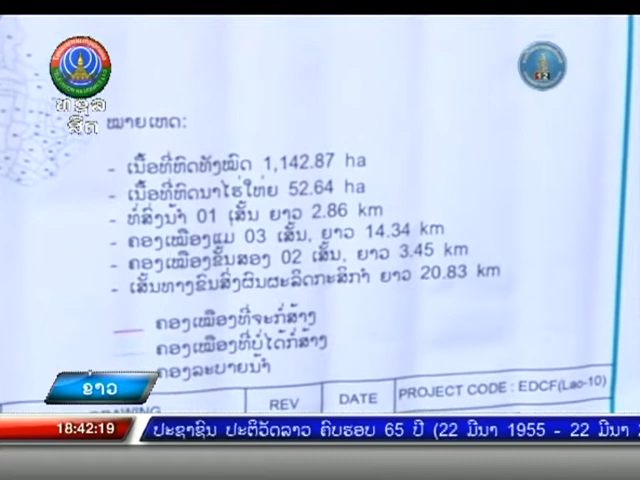 ທຊລ
ສົດ
12
ໝາຍເຫດ:
- ເນື້ອທີ່ຫົດທັງໝົດ 1,142.87 ha
- ເນື້ອທີ່ຫົດນາໄຮ່ໃຫ່ຍ 52.64 ha
- ທໍ່ສົ່ງນ້ຳ 01 ເສັ້ນ ຍາວ 2.86 km
- ຄອງເໝືອງແມ 03 ເສັ້ນ, ຍາວ 14.34 km
- ຄອງເໝືອງຂັ້ນສອງ 02 ເສັ້ນ, ຍາວ 3.45 km
- ເສັ້ນທາງຂົນສົ່ງຜົນຜະລິດກະສິກຳ ຍາວ 20.83 km
ຄອງເໝືອງທີ່ຈະກໍ່ສ້າງ
ຄອງເໝືອງທີ່ບໍ່ໄດ້ກໍ່ສ້າງ
ຄອງລະບາຍນ້ຳ
ຂ່າວ
DRAWING REV DATE PROJECT CODE : EDCF(Lao-10)
18:42:19 ປະຊາຊົນ ປະຕິວັດລາວ ຄົບຮອບ 65 ປີ (22 ມີນາ 1955 - 22 ມີນາ